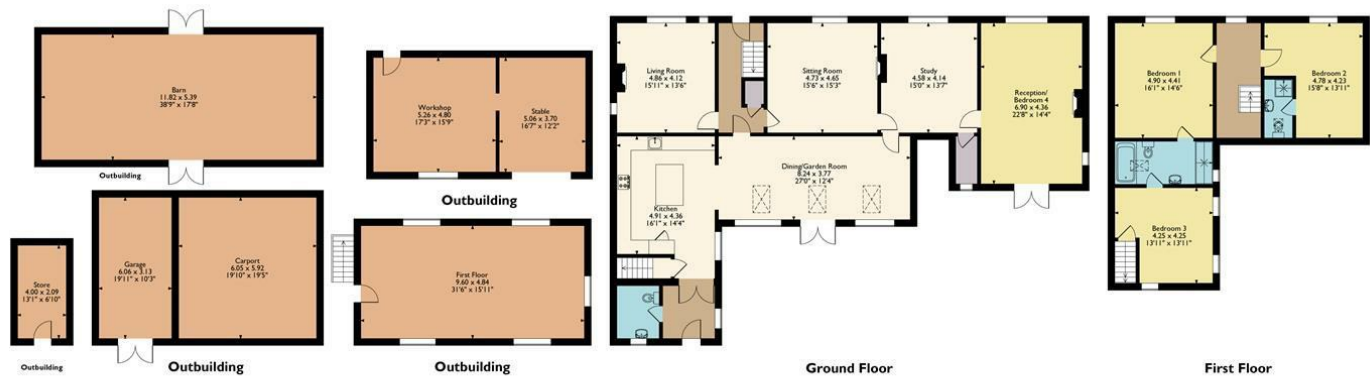 Barn
11.82 x 5.39
38'9" x 17'8"
Outbuilding
Workshop
5.26 x 4.80
17'3" x 15'9"
Stable
5.06 x 3.70
16'7" x 12'2"
Outbuilding
Store
4.00 x 2.09
13'1" x 6'10"
Outbuilding
Garage
6.06 x 3.13
19'11" x 10'3"
Carport
6.05 x 5.92
19'10" x 19'5"
Outbuilding
First Floor
9.60 x 4.84
31'6" x 15'11"
Outbuilding
Living Room
4.86 x 4.12
15'11" x 13'6"
Sitting Room
4.73 x 4.65
15'6" x 15'3"
Study
4.58 x 4.14
15'0" x 13'7"
Reception/
Bedroom 4
6.90 x 4.36
22'8" x 14'4"
Dining/Garden Room
8.24 x 3.77
27'0" x 12'4"
Kitchen
4.91 x 4.36
16'1" x 14'4"
Ground Floor
Bedroom 1
4.90 x 4.41
16'1" x 14'6"
Bedroom 2
4.78 x 4.23
15'8" x 13'11"
Bedroom 3
4.25 x 4.25
13'11" x 13'11"
First Floor